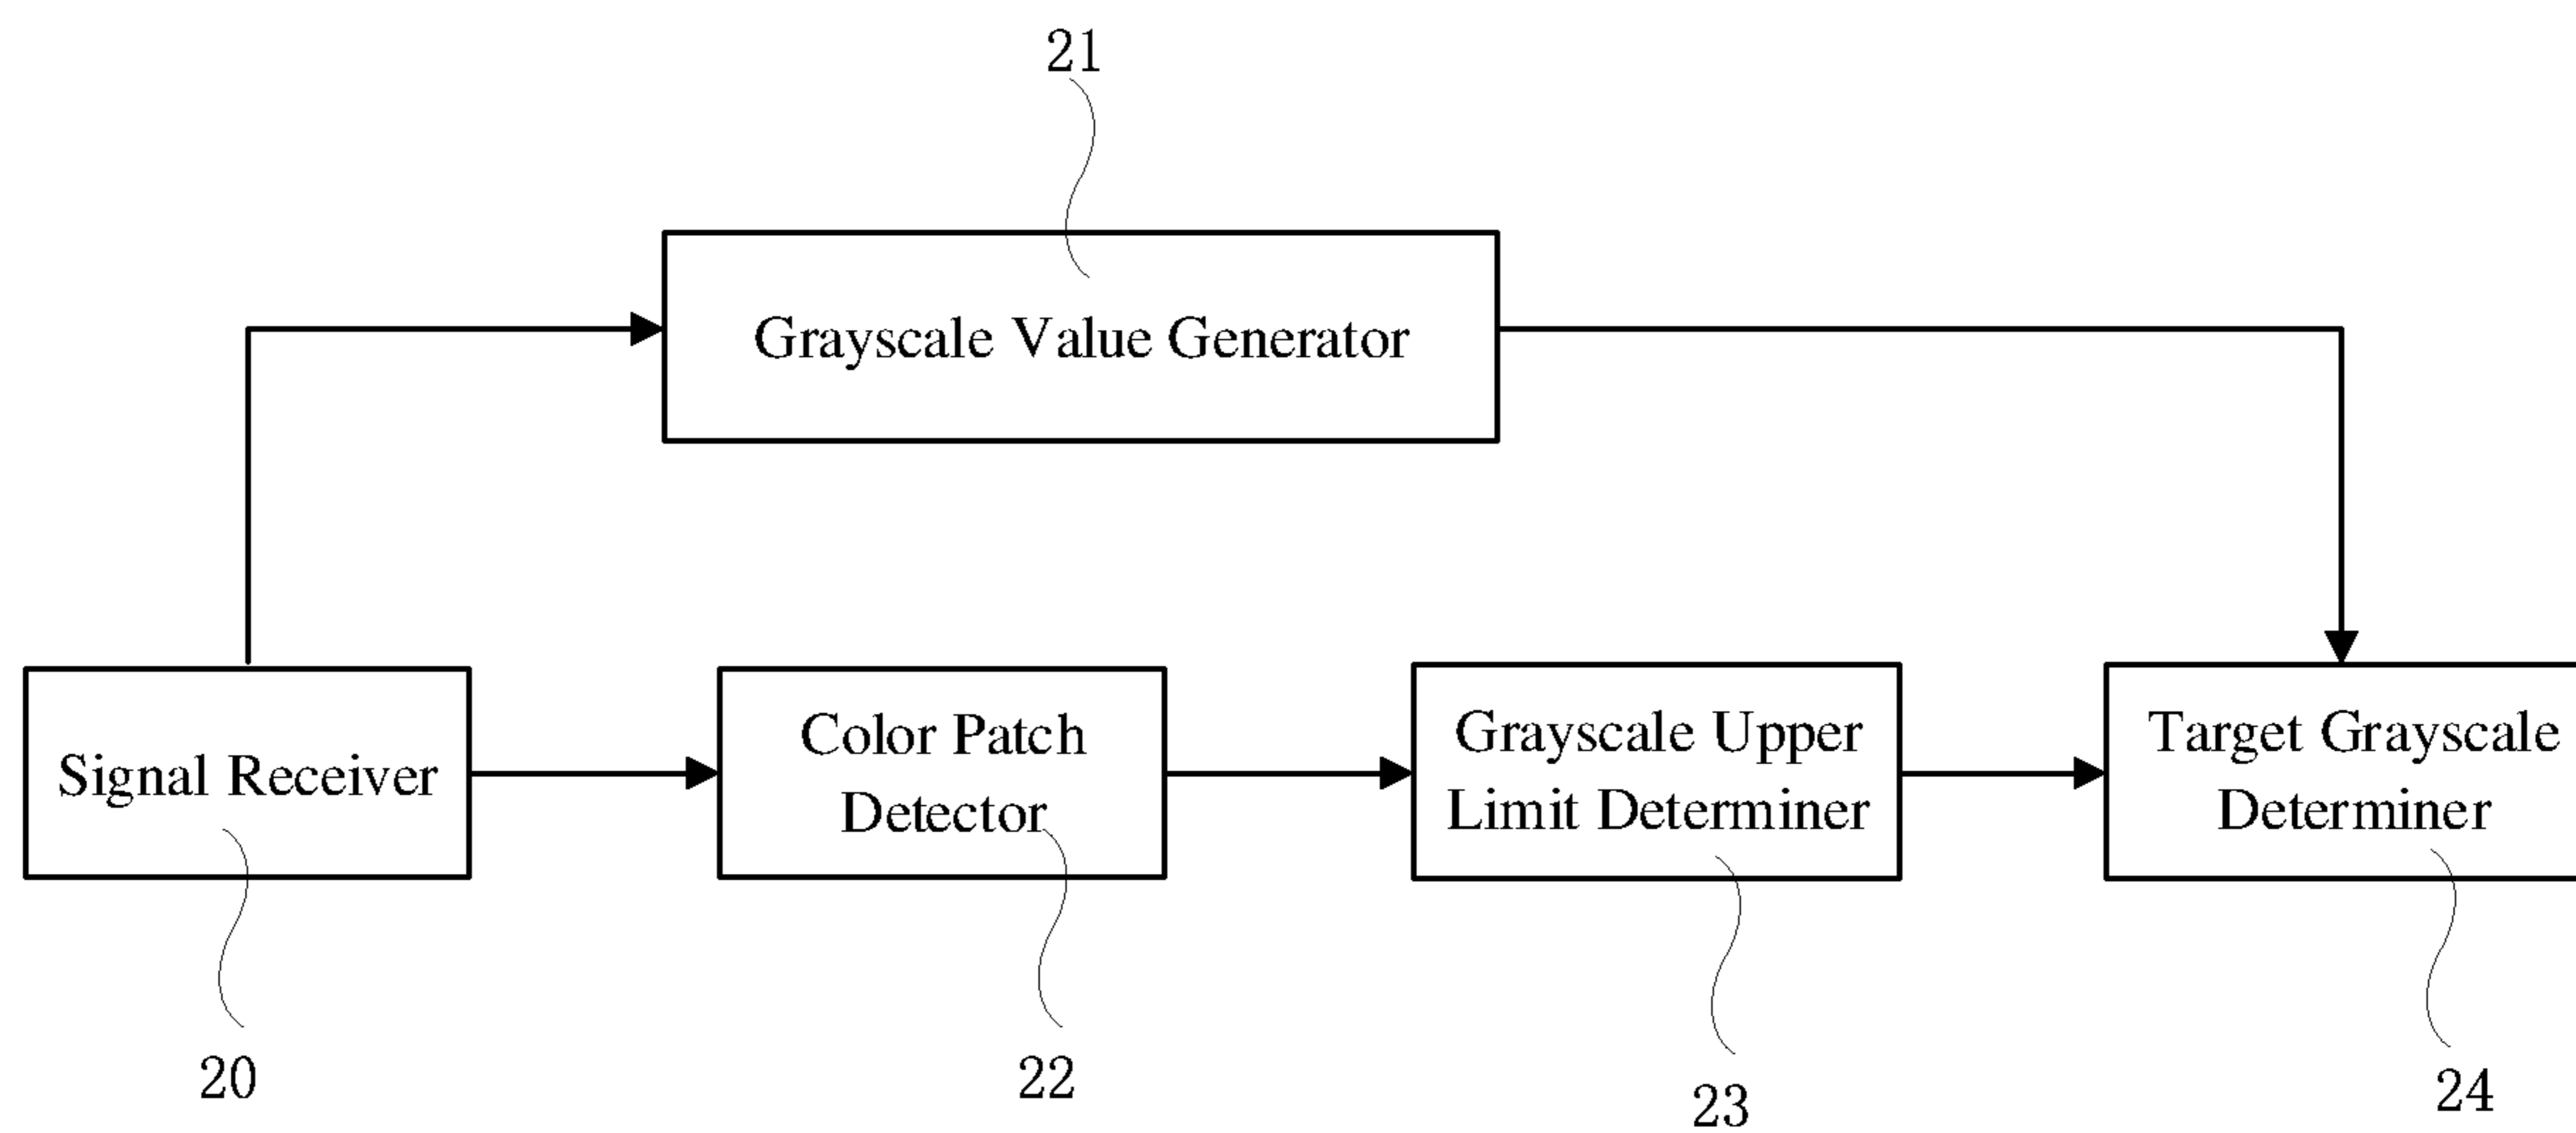 21
Grayscale Value Generator
Signal Receiver
Color Patch
Detector
Grayscale Upper
Limit Determiner
Target Grayscale
Determiner
20
22
23
24